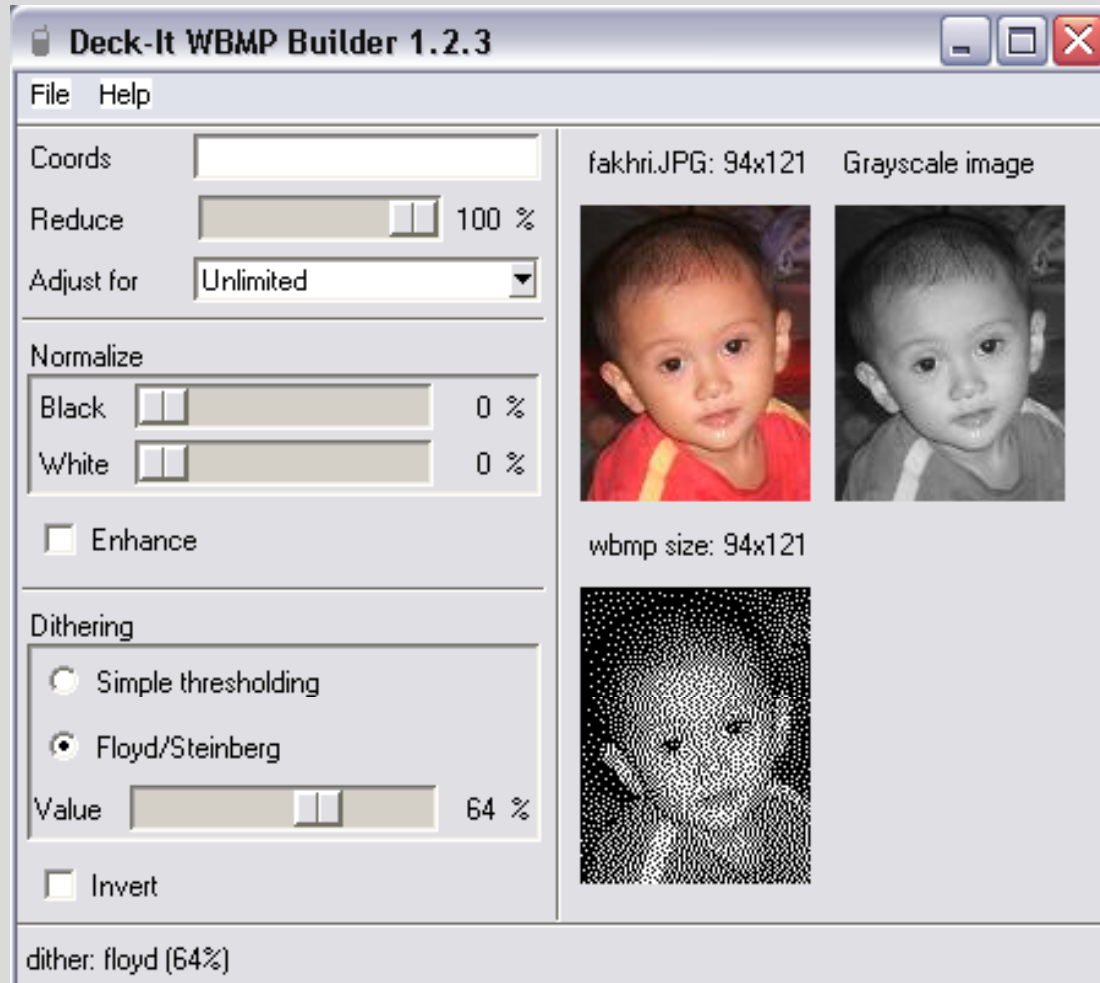 Deck-It WBMP Builder 1.2.3
File Help
Coords
Reduce 100 %
Adjust for Unlimited
Normalize
Black 0 %
White 0 %
Enhance
Dithering
Simple thresholding
Floyd/Steinberg
Value 64 %
Invert
fakhri.JPG: 94x121 Grayscale image
wbmp size: 94x121
dither: floyd (64%)